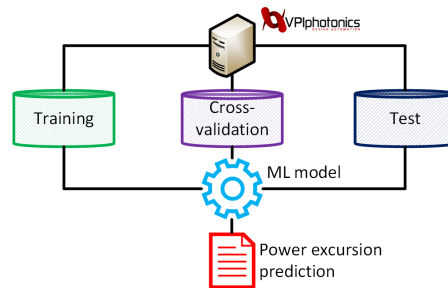 VPIphotonics
DESIGN AUTOMATION
Training
Cross-
validation
Test
ML model
Power excursion
prediction